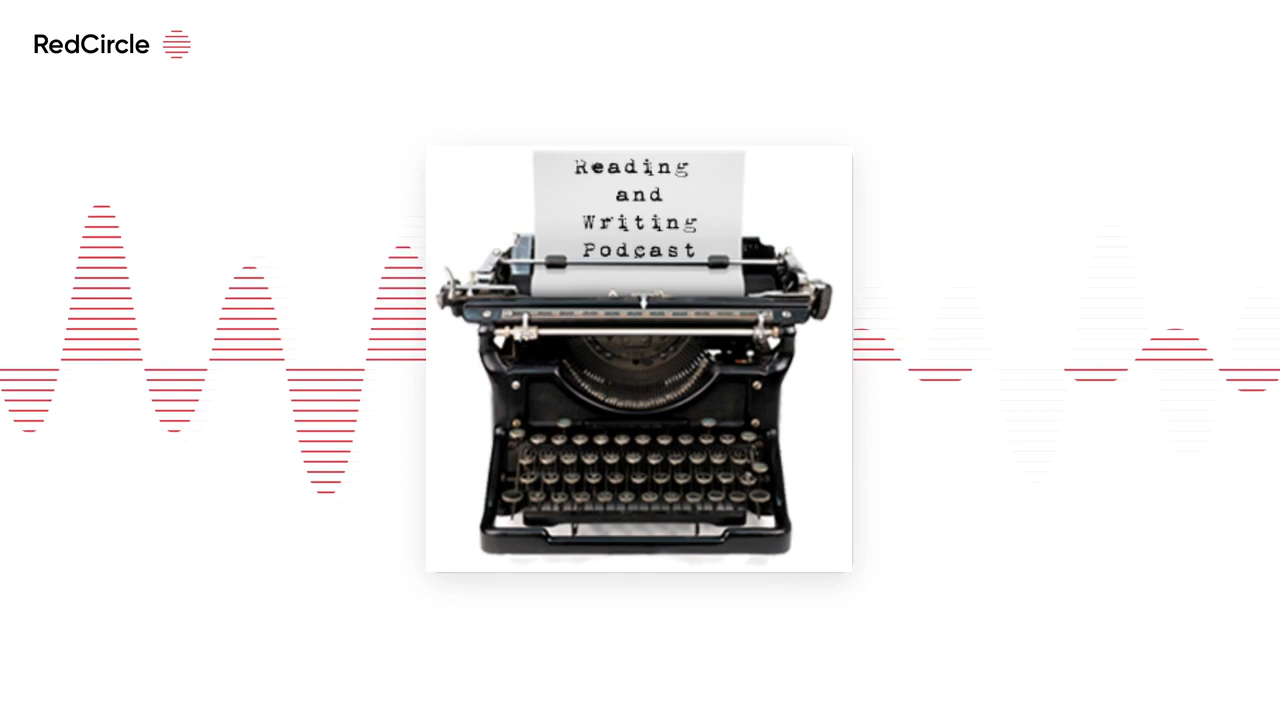 RedCircle
Reading
and
Writing
Podcast